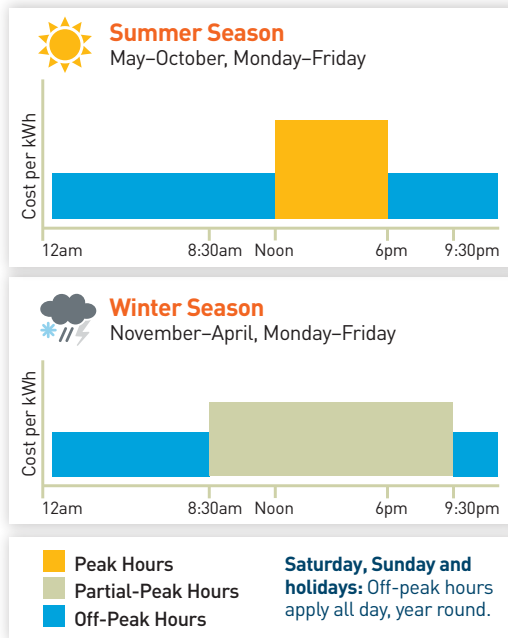 Summer Season
May–October, Monday–Friday
Cost per kWh
12am 8:30am Noon 6pm 9:30pm
Winter Season
November–April, Monday–Friday
Cost per kWh
12am 8:30am Noon 6pm 9:30pm
Peak Hours
Partial-Peak Hours
Off-Peak Hours
Saturday, Sunday and
holidays: Off-peak hours
apply all day, year round.